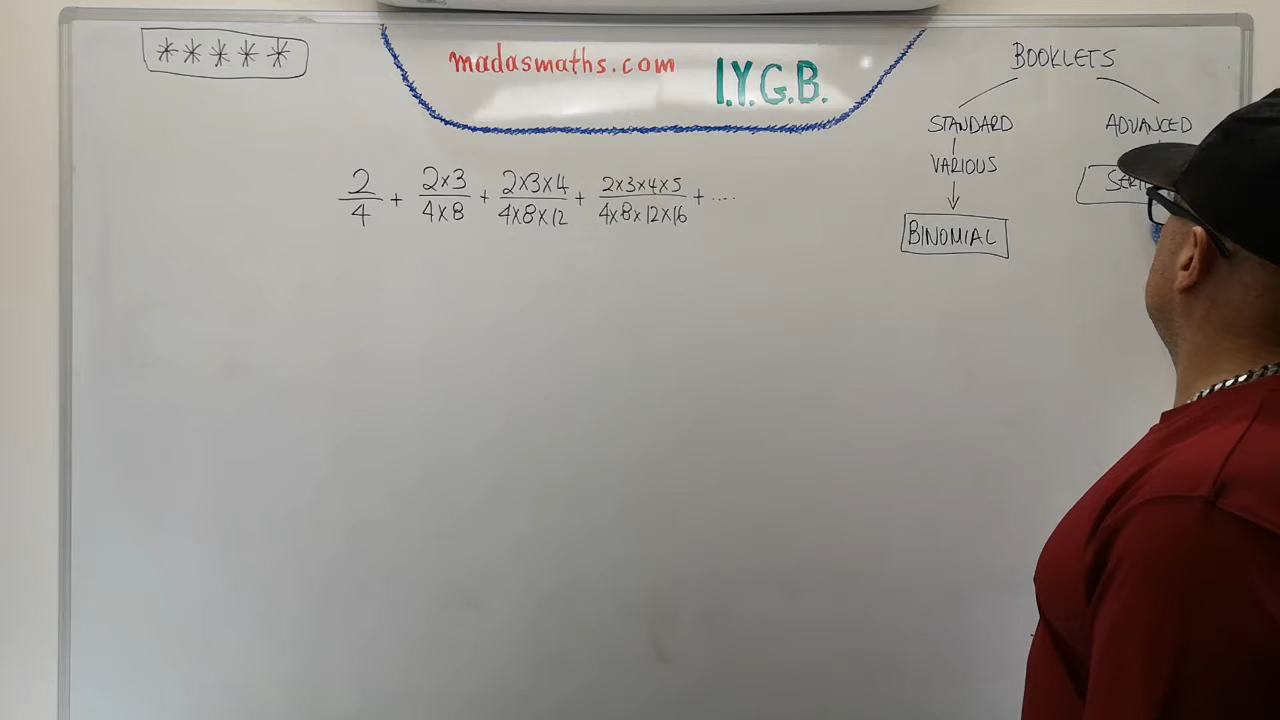 *****
madasmaths.com I.Y.G.B.
BOOKLETS
STANDARD ADVANCED
VARIOUS
BINOMIAL
2/4 + 2×3/4×8 + 2×3×4/4×8×12 + 2×3×4×5/4×8×12×16 + ....